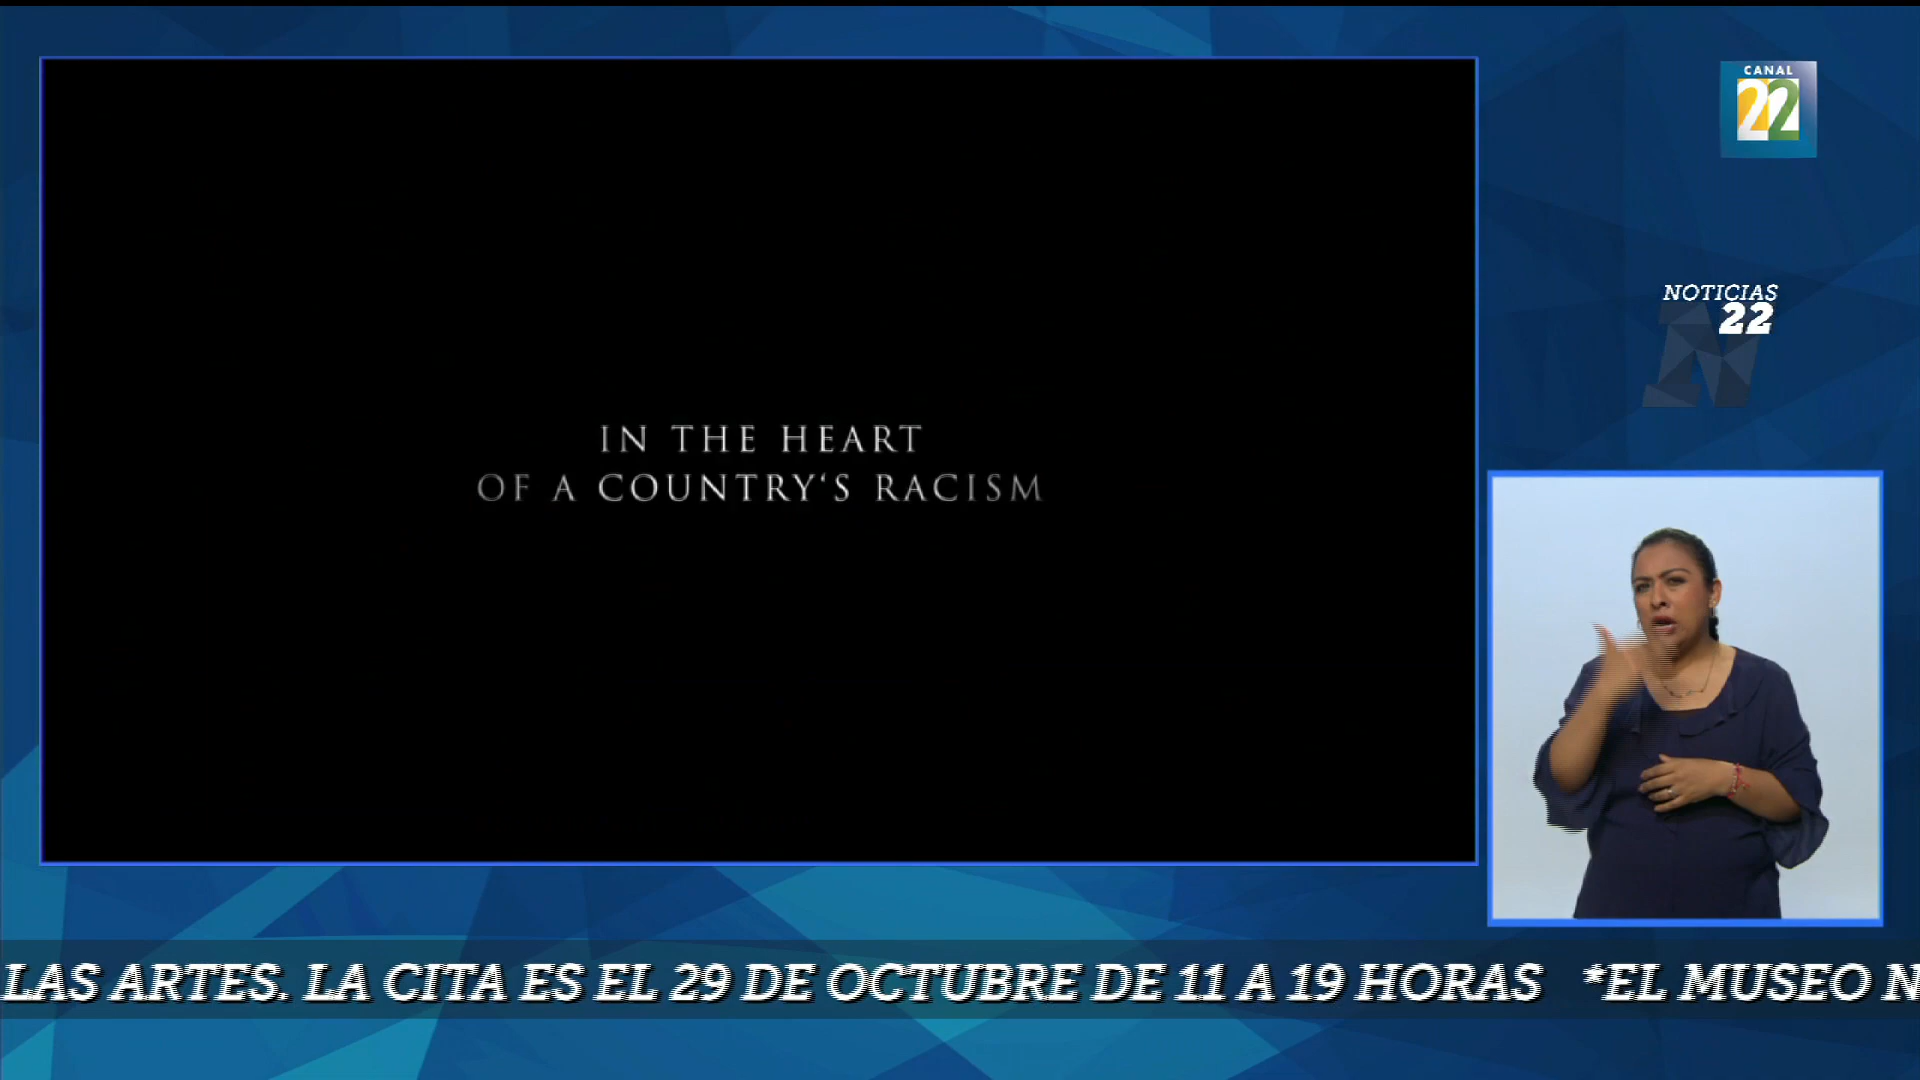 CANAL
22
NOTICIAS
22
IN THE HEART
OF A COUNTRY‘S RACISM
LAS ARTES. LA CITA ES EL 29 DE OCTUBRE DE 11 A 19 HORAS *EL MUSEO N